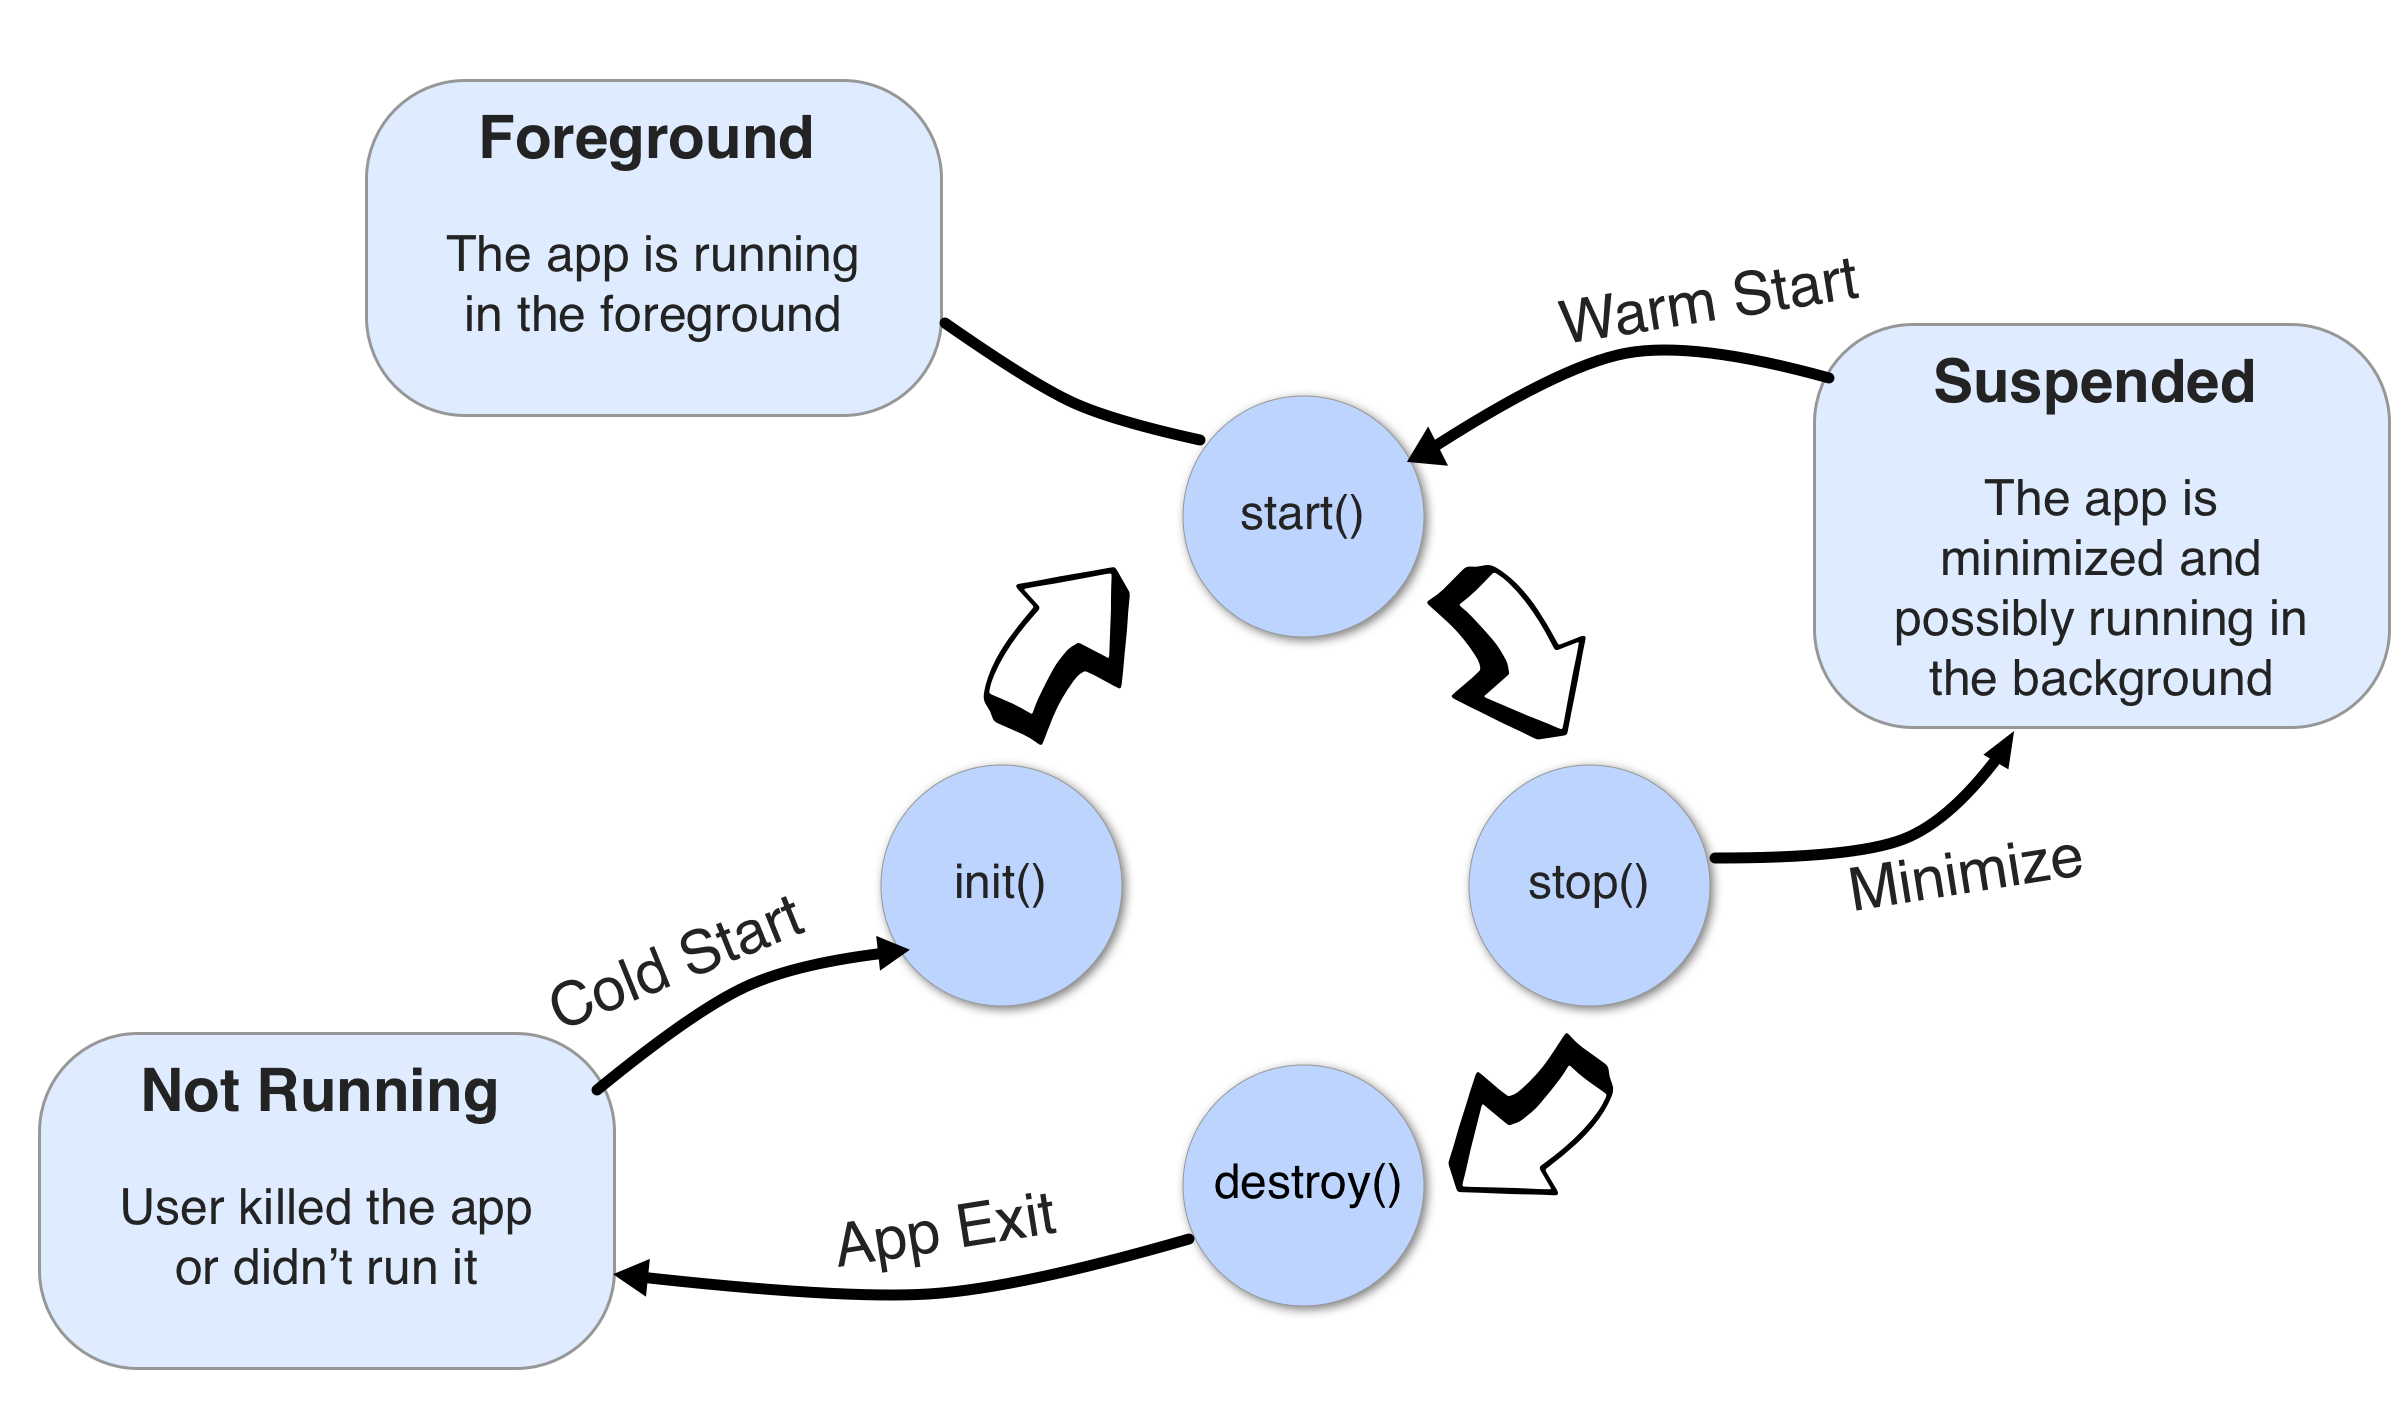 Foreground
The app is running
in the foreground
Warm Start
Suspended
The app is
minimized and
possibly running in
the background
start()
init()
stop()
Minimize
Cold Start
Not Running
User killed the app
or didn’t run it
destroy()
App Exit